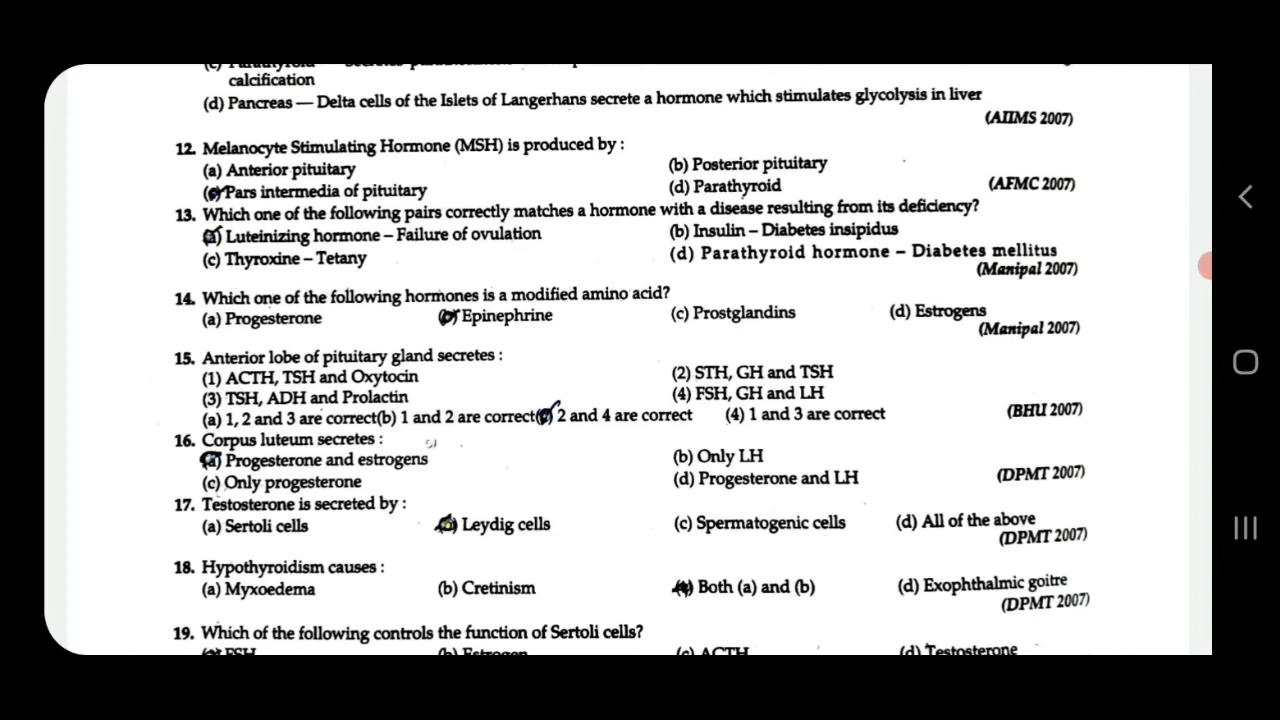 calcification
(d) Pancreas — Delta cells of the Islets of Langerhans secrete a hormone which stimulates glycolysis in liver
(AIIMS 2007)
12. Melanocyte Stimulating Hormone (MSH) is produced by :
(a) Anterior pituitary (b) Posterior pituitary
(c) Pars intermedia of pituitary (d) Parathyroid (AFMC 2007)
13. Which one of the following pairs correctly matches a hormone with a disease resulting from its deficiency?
(a) Luteinizing hormone – Failure of ovulation (b) Insulin – Diabetes insipidus
(c) Thyroxine – Tetany (d) Parathyroid hormone – Diabetes mellitus
(Manipal 2007)
14. Which one of the following hormones is a modified amino acid?
(a) Progesterone (b) Epinephrine (c) Prostglandins (d) Estrogens
(Manipal 2007)
15. Anterior lobe of pituitary gland secretes :
(1) ACTH, TSH and Oxytocin (2) STH, GH and TSH
(3) TSH, ADH and Prolactin (4) FSH, GH and LH
(a) 1, 2 and 3 are correct(b) 1 and 2 are correct(c) 2 and 4 are correct (4) 1 and 3 are correct (BHU 2007)
16. Corpus luteum secretes :
(a) Progesterone and estrogens (b) Only LH
(c) Only progesterone (d) Progesterone and LH (DPMT 2007)
17. Testosterone is secreted by :
(a) Sertoli cells (b) Leydig cells (c) Spermatogenic cells (d) All of the above
(DPMT 2007)
18. Hypothyroidism causes :
(a) Myxoedema (b) Cretinism (c) Both (a) and (b) (d) Exophthalmic goitre
(DPMT 2007)
19. Which of the following controls the function of Sertoli cells?
FSH (b) Estrogen (c) ACTH (d) Testosterone